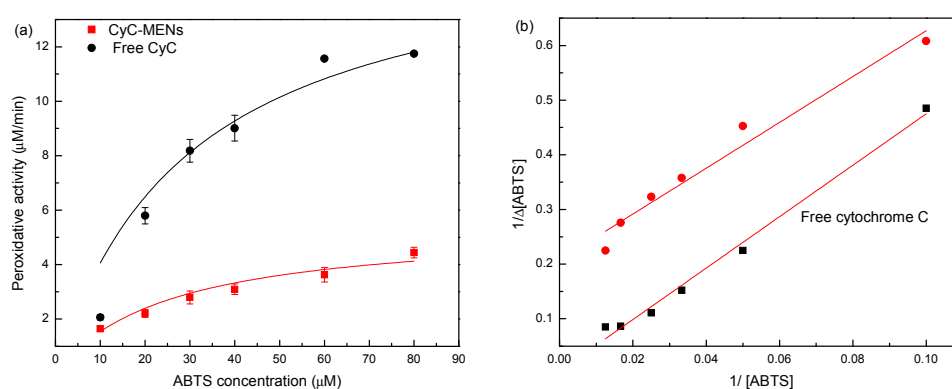 (a)
CyC-MENs
Free CyC
12
10
8
6
4
2
Peroxidative activity (μM/min)
0 10 20 30 40 50 60 70 80 90
ABTS concentration (μM)
(b)
0.6
0.5
0.4
0.3
0.2
0.1
1/Δ[ABTS]
Free cytochrome C
0.00 0.02 0.04 0.06 0.08 0.10
1/ [ABTS]